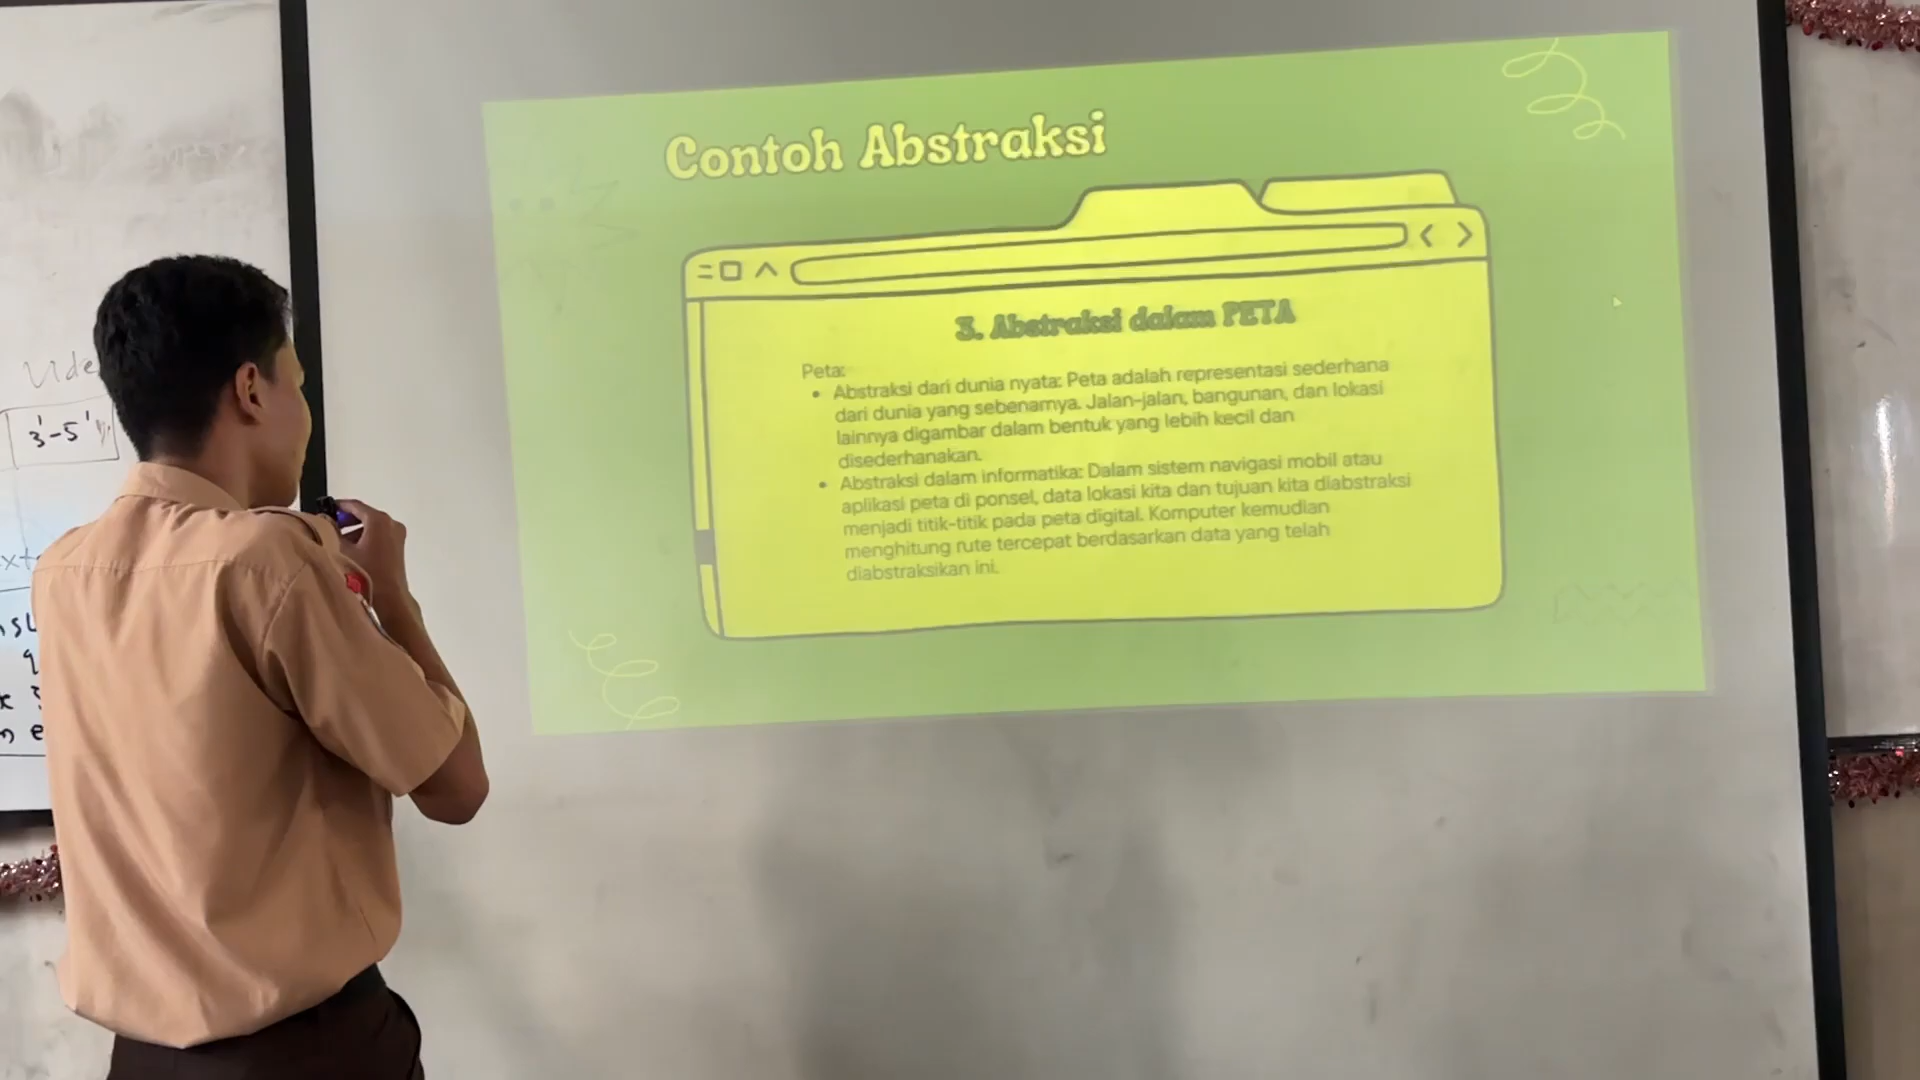 Contoh Abstraksi
3. Abstraksi dalam PETA
Peta:
• Abstraksi dari dunia nyata: Peta adalah representasi sederhana
dari dunia yang sebenarnya. Jalan-jalan, bangunan, dan lokasi
lainnya digambar dalam bentuk yang lebih kecil dan
disederhanakan.
• Abstraksi dalam informatika: Dalam sistem navigasi mobil atau
aplikasi peta di ponsel, data lokasi kita dan tujuan kita diabstraksi
menjadi titik-titik pada peta digital. Komputer kemudian
menghitung rute tercepat berdasarkan data yang telah
diabstraksikan ini.
3'-5'